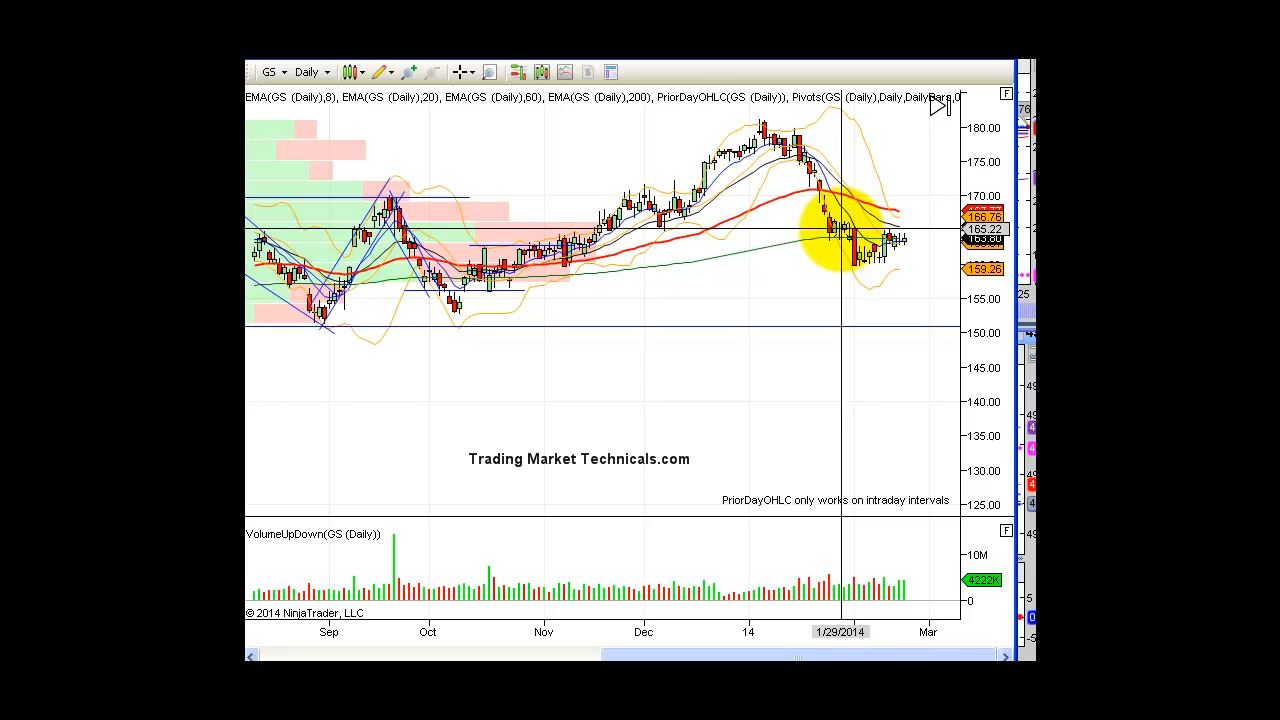 GS Daily
EMA(GS (Daily),8), EMA(GS (Daily),20), EMA(GS (Daily),60), EMA(GS (Daily),200), PriorDayOHLC(GS (Daily)), Pivots(GS (Daily),Daily,DailyBars,0
F
180.00
175.00
170.00
166.76
165.22
163.80
159.26
155.00
150.00
145.00
140.00
135.00
130.00
125.00
Trading Market Technicals.com
PriorDayOHLC only works on intraday intervals
F
VolumeUpDown(GS (Daily))
10M
4222K
0
© 2014 NinjaTrader, LLC
Sep Oct Nov Dec 14 1/29/2014 Mar